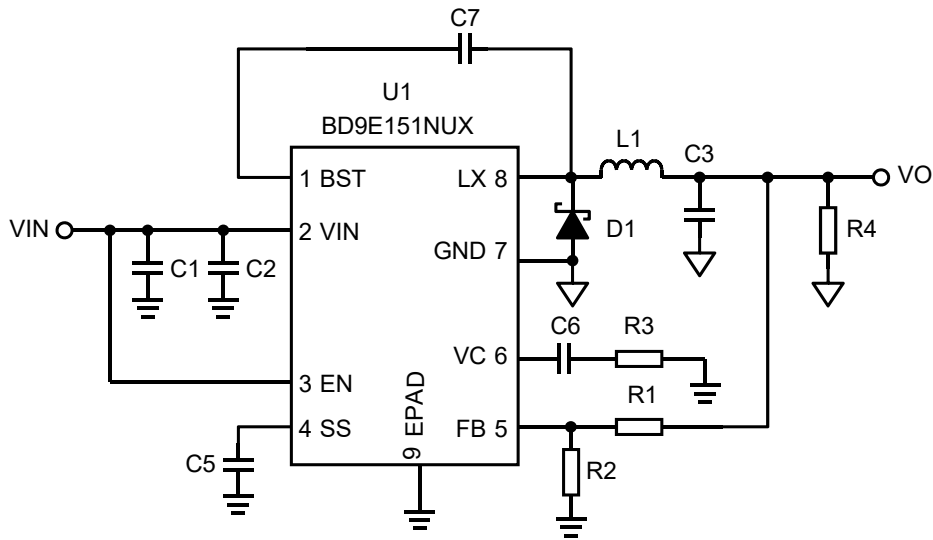 C7
U1
BD9E151NUX
L1
C3
1 BST
LX 8
VO
VIN
2 VIN
D1
R4
GND 7
C1
C2
C6
R3
VC 6
3 EN
R1
4 SS
9 EPAD
FB 5
C5
R2